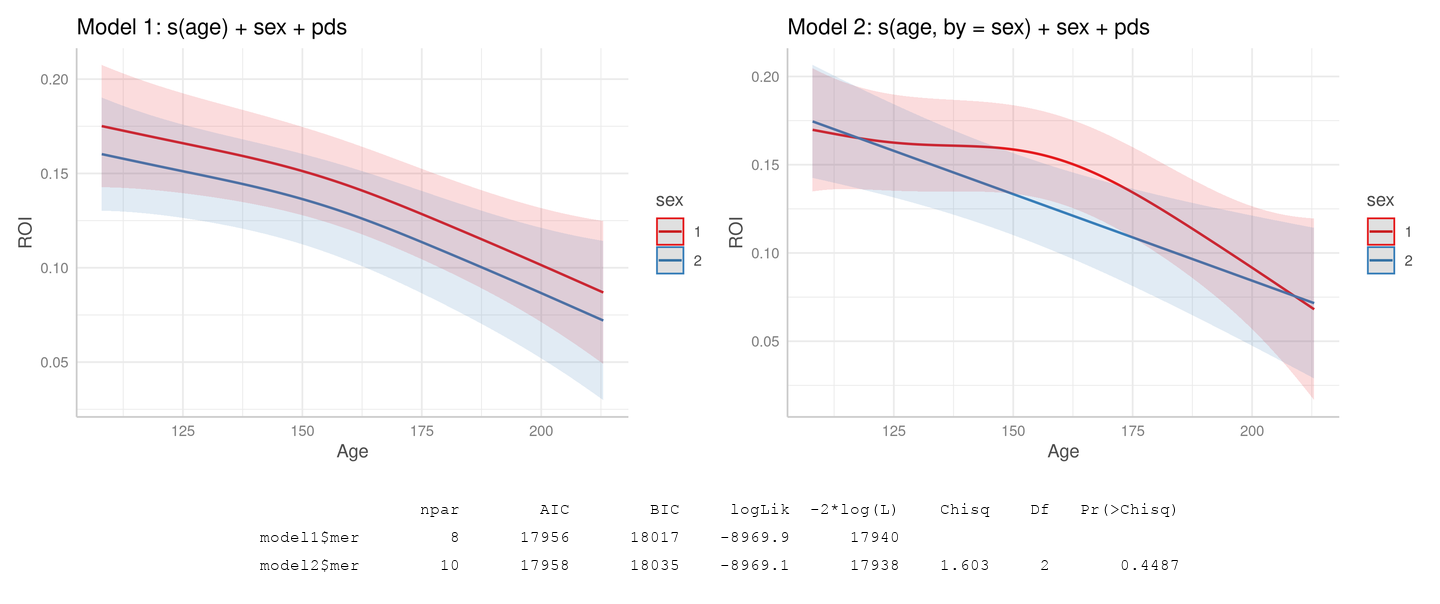 Model 1: s(age) + sex + pds
0.20
0.15
0.10
0.05
ROI
125 150 175 200
Age
sex
1
2
Model 2: s(age, by = sex) + sex + pds
0.20
0.15
0.10
0.05
ROI
125 150 175 200
Age
sex
1
2
npar AIC BIC logLik -2*log(L) Chisq Df Pr(>Chisq)
model1$mer 8 17956 18017 -8969.9 17940
model2$mer 10 17958 18035 -8969.1 17938 1.603 2 0.4487